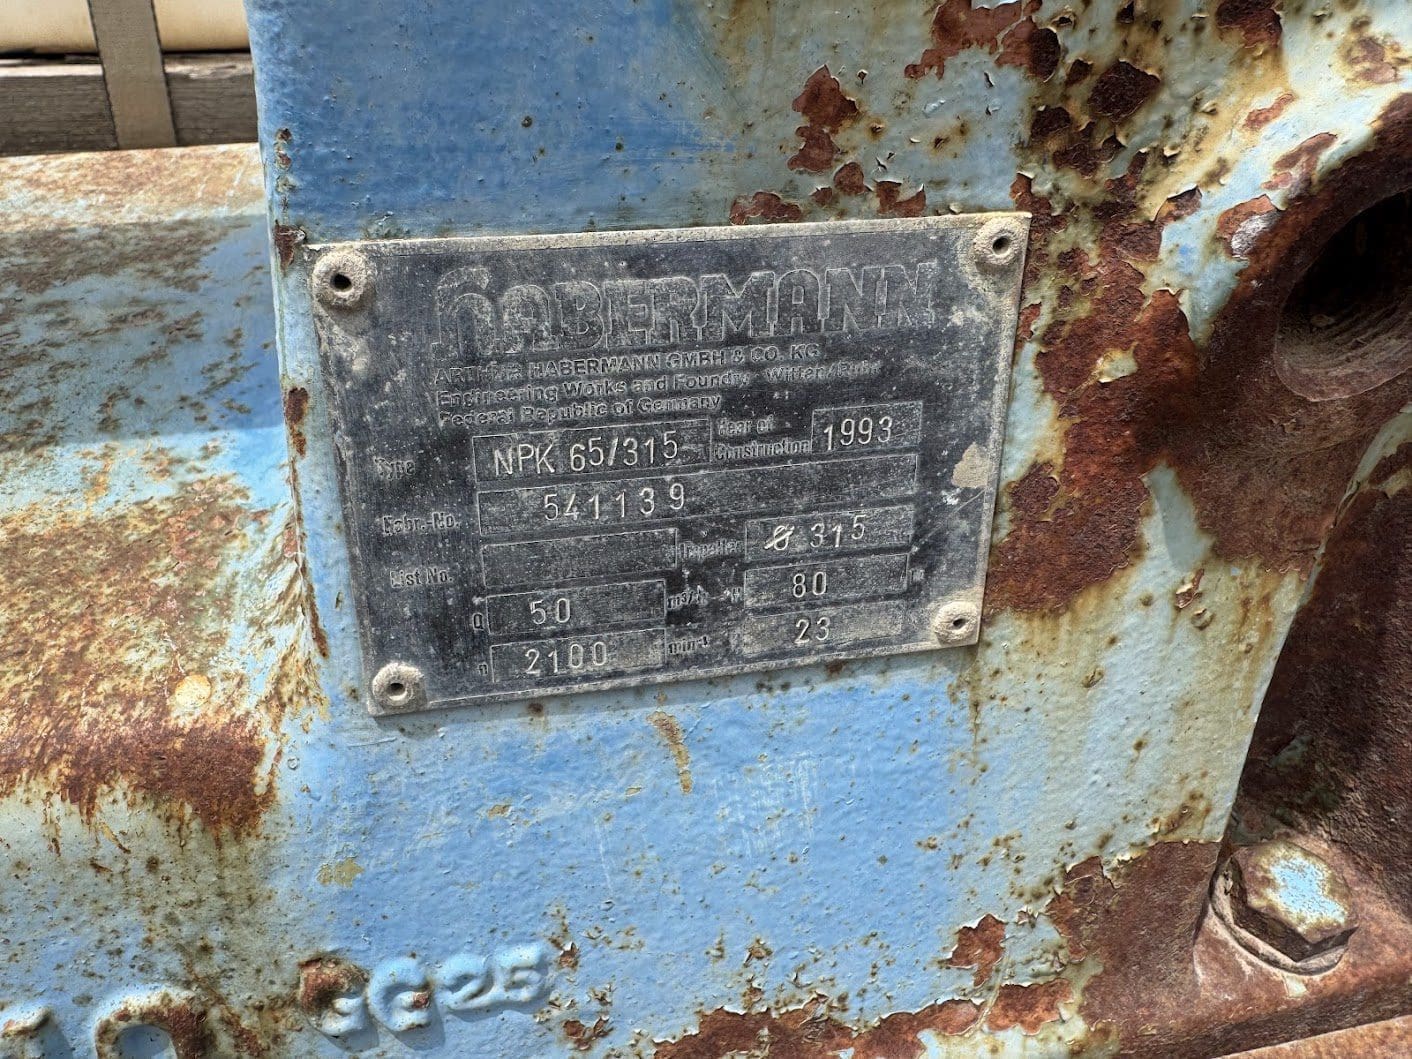 HABERMANN
ARTHUR HABERMANN GMBH & CO. KG
Engineering Works and Foundry Witten/Ruhr
Federal Republic of Germany
Type NPK 65/315 Year of Construction 1993
Fabr.-No. 541139
List No. Impeller ø 315
Q 50 m³/h H 80 m
n 2100 min-1 23
10 GG 25